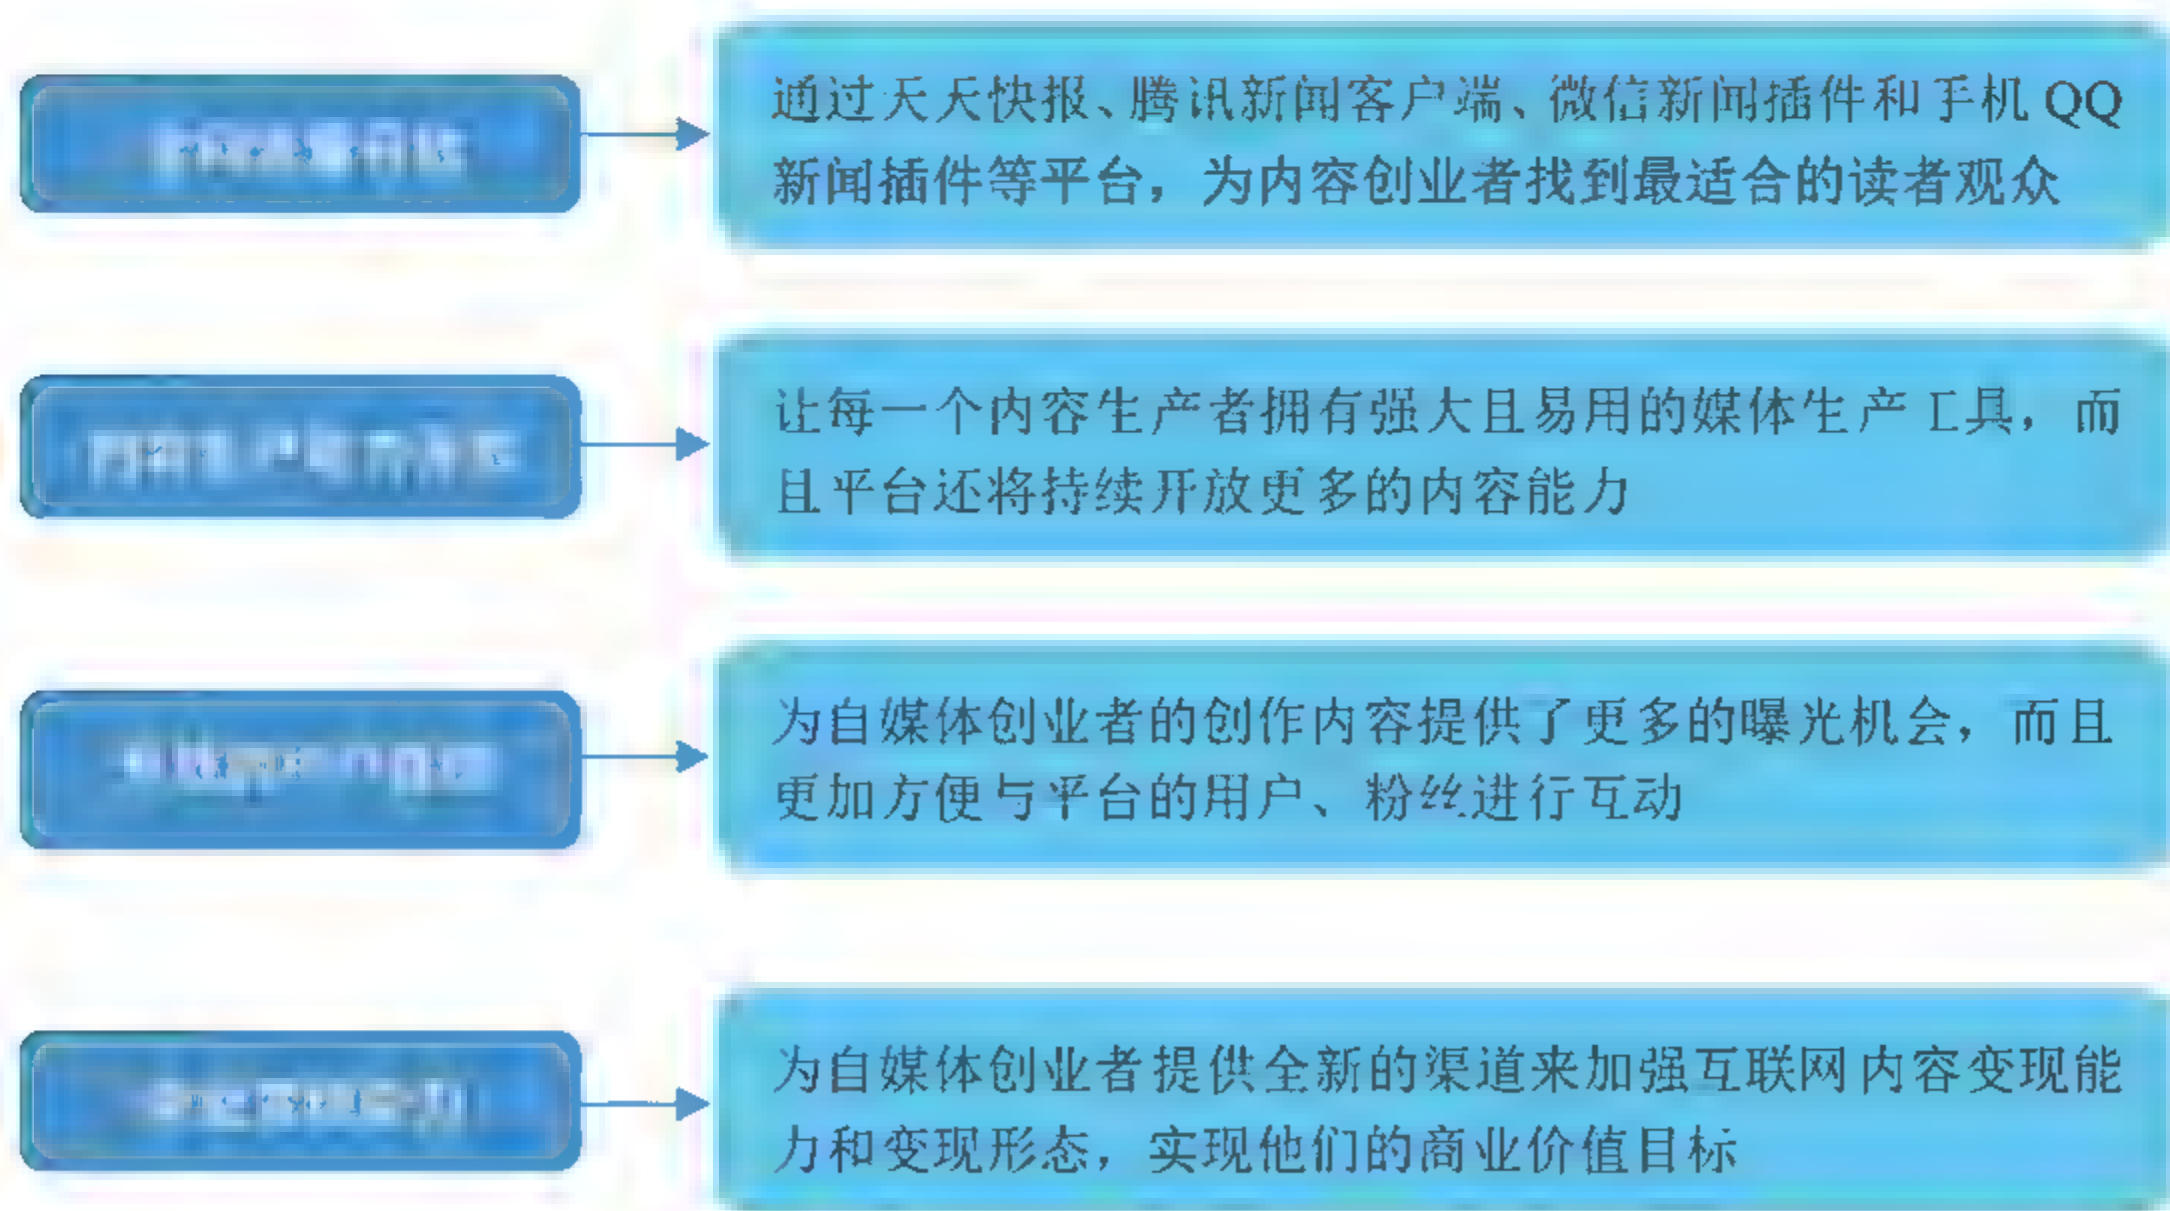 通过天天快报、腾讯新闻客户端、微信新闻插件和手机 QQ
新闻插件等平台，为内容创业者找到最适合的读者观众
让每一个内容生产者拥有强大且易用的媒体生产工具，而
且平台还将持续开放更多的内容能力
为自媒体创业者的创作内容提供了更多的曝光机会，而且
更加方便与平台的用户、粉丝进行互动
为自媒体创业者提供全新的渠道来加强互联网内容变现能
力和变现形态，实现他们的商业价值目标